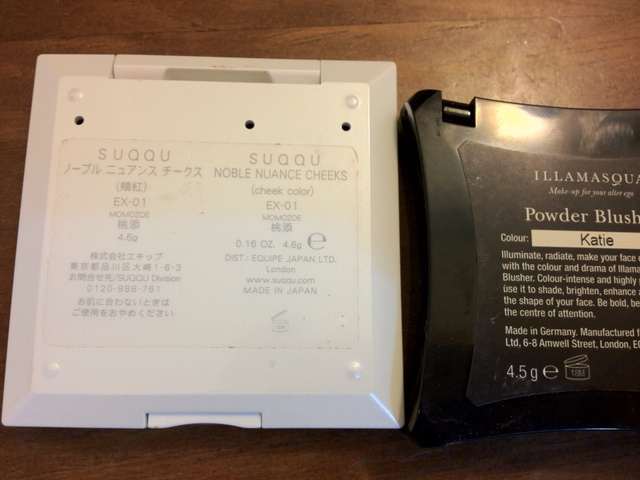 SUQQU
ノーブル ニュアンス チークス
(頬紅)
EX-01
MOMOZOE
桃添
4.6g
株式会社エキップ
東京都品川区大崎1-6-3
お問合せ先/SUQQU Division
0120-988-761
お肌に合わないときは
ご使用をおやめください。
SUQQU
NOBLE NUANCE CHEEKS
(cheek color)
EX-01
MOMOZOE
桃添
0.16 OZ. 4.6g ℮
DIST.: EQUIPE JAPAN LTD.
London
www.suqqu.com
MADE IN JAPAN
ILLAMASQUA
Make-up for your alter ego
Powder Blush
Colour: Katie
Illuminate, radiate, make your face
with the colour and drama of Illam
Blusher. Colour-intense and highly
use it to shade, brighten, enhance
the shape of your face. Be bold, be
the centre of attention.
Made in Germany. Manufactured f
Ltd, 6-8 Amwell Street, London, E
4.5 g ℮ 18M